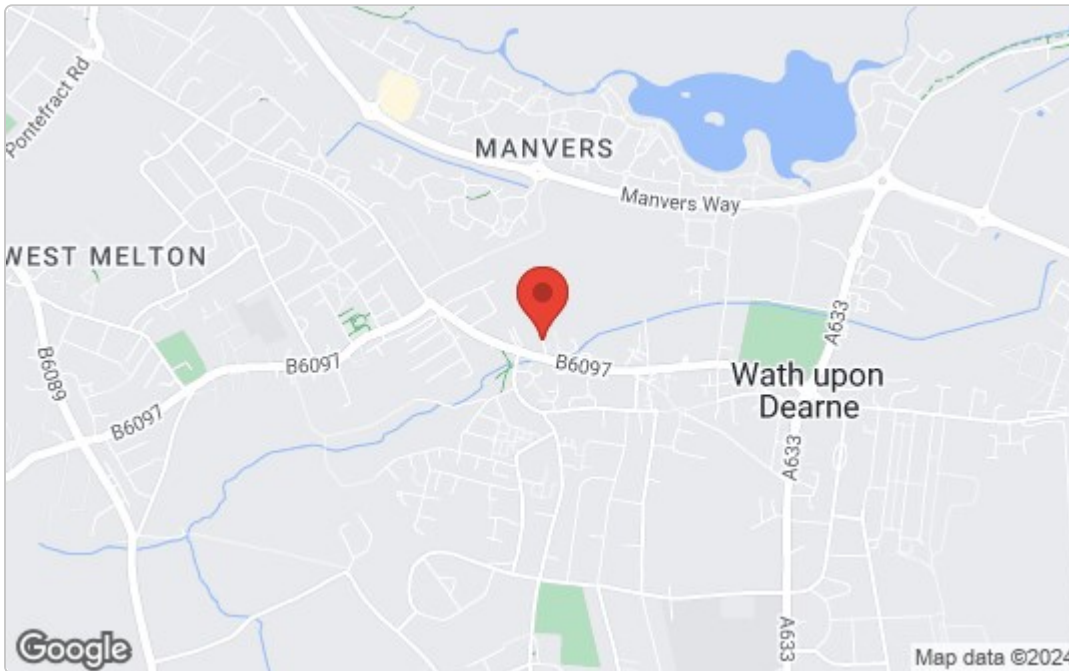 Pontefract Rd
MANVERS
Manvers Way
WEST MELTON
A633
B6097
B6097
B6089
Wath upon
Dearne
B6097
A633
A633
Google
Map data ©2024